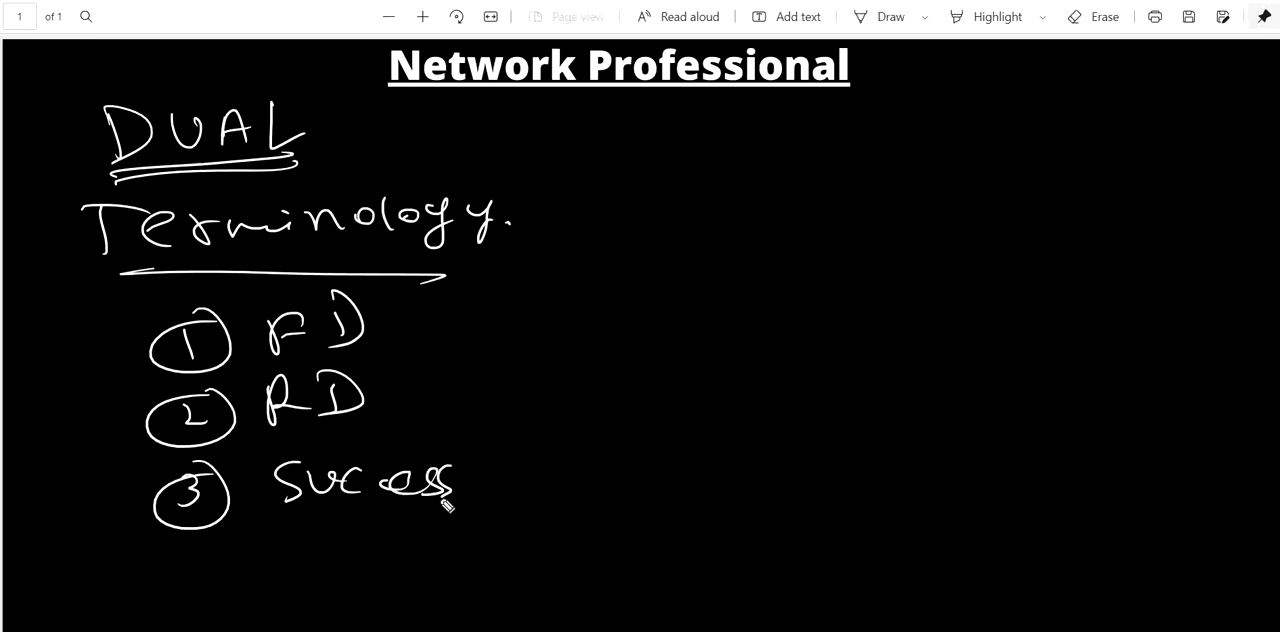 1 of 1 Page view Read aloud Add text Draw Highlight Erase
Network Professional
DUAL
Terminology.
1 FD
2 RD
3 Success